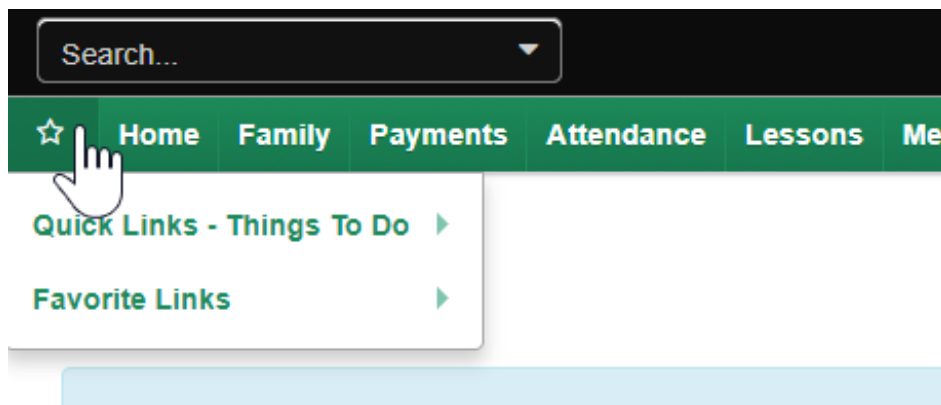 Search...
Home Family Payments Attendance Lessons
Quick Links - Things To Do
Favorite Links